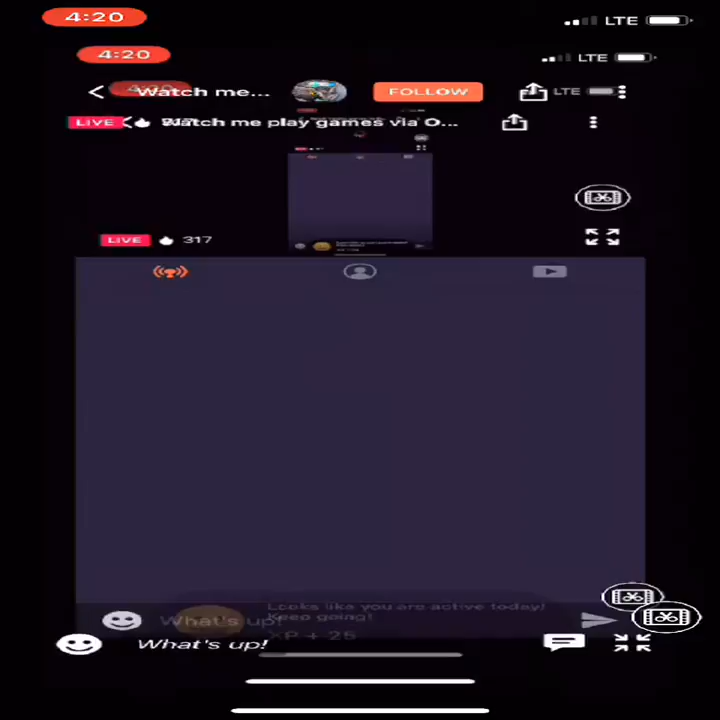 4:20 LTE
4:20 LTE
Watch me... FOLLOW LTE
LIVE Watch me play games via O...
LIVE 317
Looks like you are active today!
Keep going!
What's up!
XP + 25
What's up!